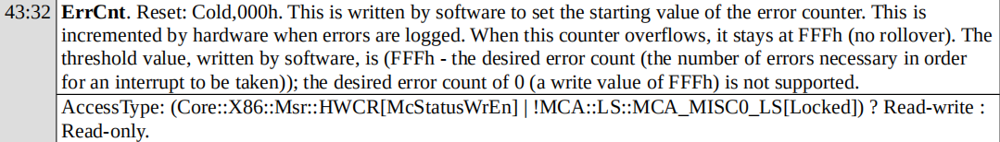 43:32 ErrCnt. Reset: Cold,000h. This is written by software to set the starting value of the error counter. This is
incremented by hardware when errors are logged. When this counter overflows, it stays at FFFh (no rollover). The
threshold value, written by software, is (FFFh - the desired error count (the number of errors necessary in order
for an interrupt to be taken)); the desired error count of 0 (a write value of FFFh) is not supported.
AccessType: (Core::X86::Msr::HWCR[McStatusWrEn] | !MCA::LS::MCA_MISC0_LS[Locked]) ? Read-write :
Read-only.